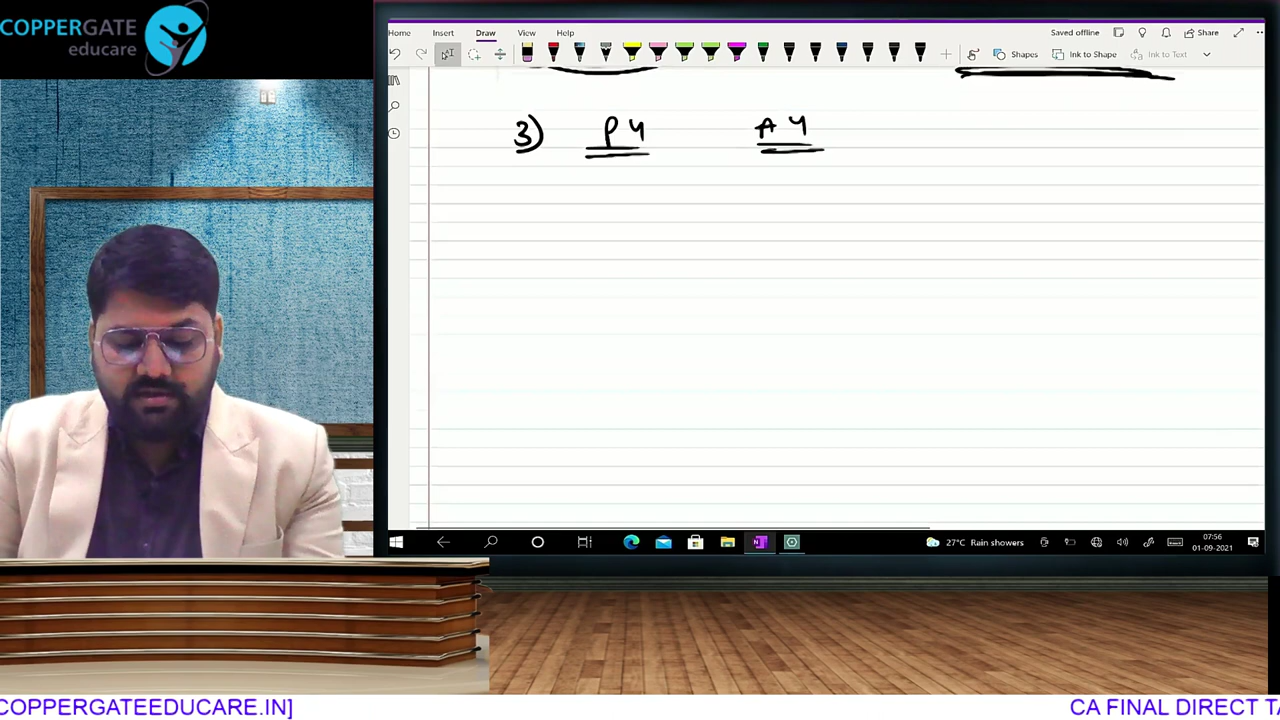 COPPERGATE
educare
Home Insert Draw View Help
Saved offline
Share
Shapes
Ink to Shape
Ink to Text
3) PY AY
27°C Rain showers
07:56
01-09-2021
COPPERGATEEDUCARE.IN]
CA FINAL DIRECT TA